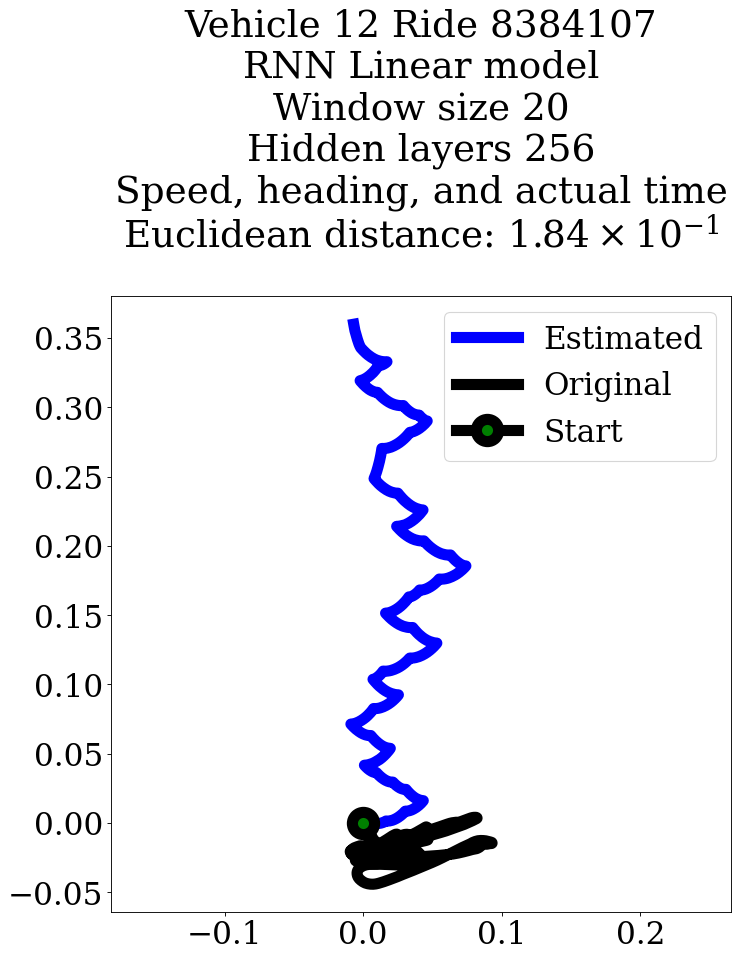 Vehicle 12 Ride 8384107
RNN Linear model
Window size 20
Hidden layers 256
Speed, heading, and actual time
Euclidean distance: 1.84 × 10⁻¹
Estimated
Original
Start
0.35
0.30
0.25
0.20
0.15
0.10
0.05
0.00
−0.05
−0.1
0.0
0.1
0.2